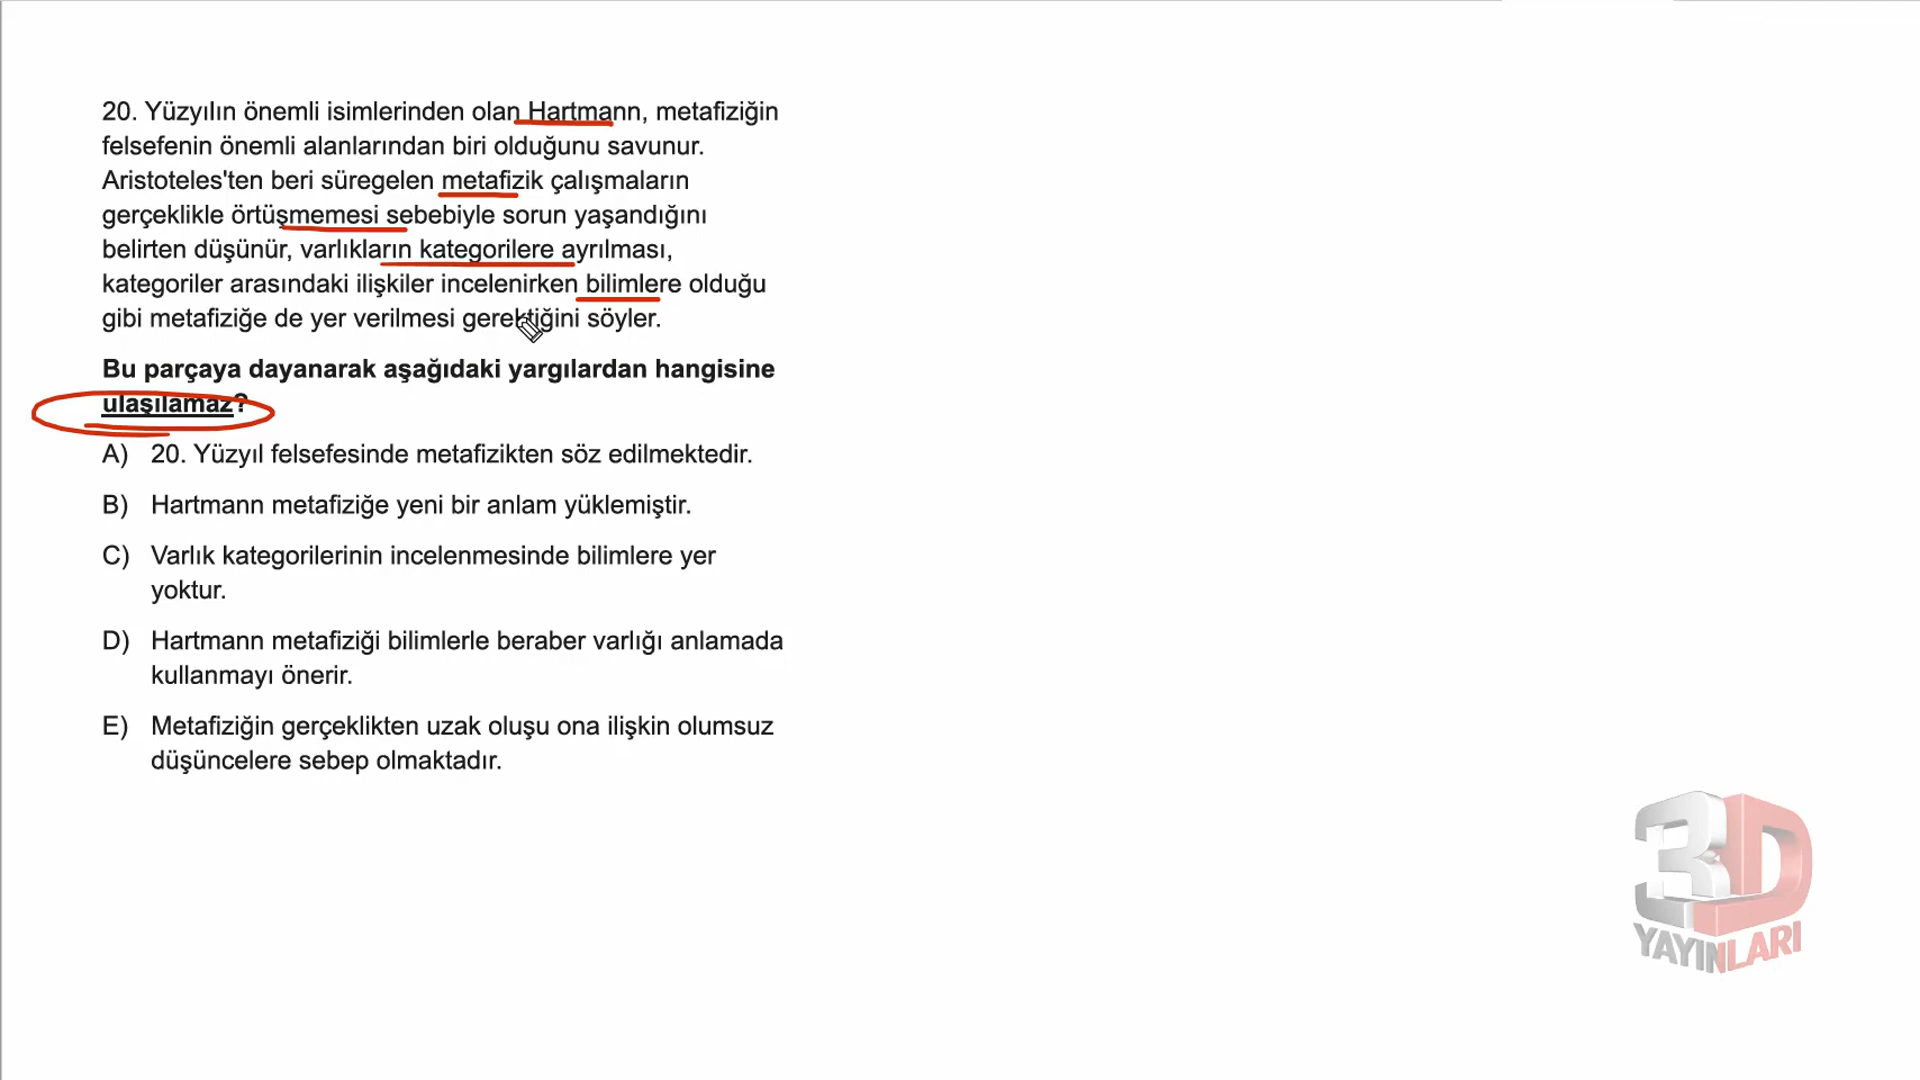 20. Yüzyılın önemli isimlerinden olan Hartmann, metafiziğin
felsefenin önemli alanlarından biri olduğunu savunur.
Aristoteles'ten beri süregelen metafizik çalışmaların
gerçeklikle örtüşmemesi sebebiyle sorun yaşandığını
belirten düşünür, varlıkların kategorilere ayrılması,
kategoriler arasındaki ilişkiler incelenirken bilimlere olduğu
gibi metafiziğe de yer verilmesi gerektiğini söyler.
Bu parçaya dayanarak aşağıdaki yargılardan hangisine
ulaşılamaz?
A) 20. Yüzyıl felsefesinde metafizikten söz edilmektedir.
B) Hartmann metafiziğe yeni bir anlam yüklemiştir.
C) Varlık kategorilerinin incelenmesinde bilimlere yer
yoktur.
D) Hartmann metafiziği bilimlerle beraber varlığı anlamada
kullanmayı önerir.
E) Metafiziğin gerçeklikten uzak oluşu ona ilişkin olumsuz
düşüncelere sebep olmaktadır.
3D
YAYINLARI